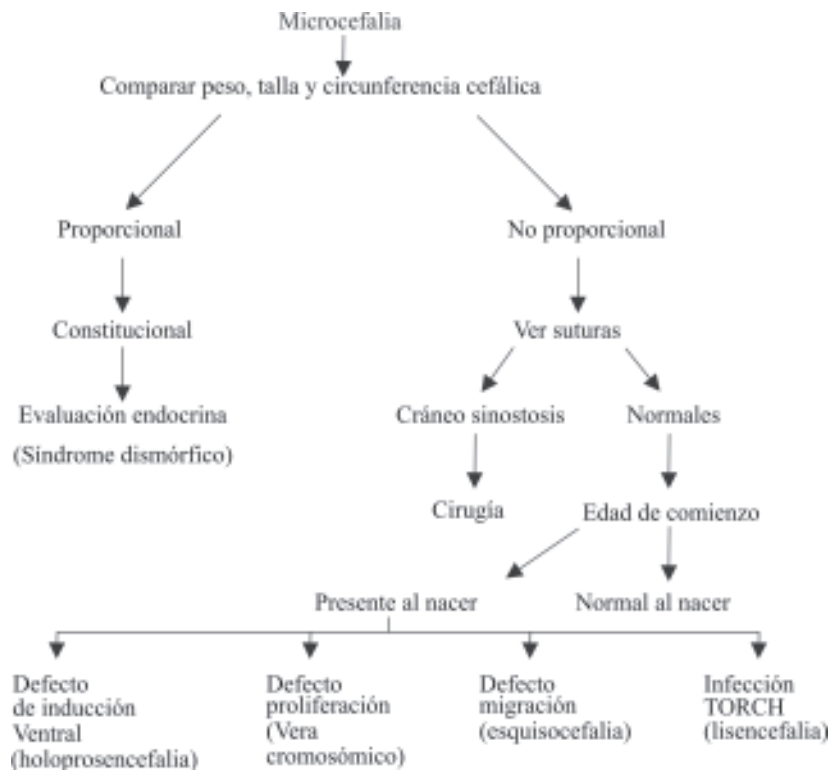 Microcefalia
Comparar peso, talla y circunferencia cefálica
Proporcional
No proporcional
Constitucional
Ver suturas
Evaluación endocrina
(Síndrome dismórfico)
Cráneo sinostosis
Normales
Cirugía
Edad de comienzo
Presente al nacer
Normal al nacer
Defecto
de inducción
Ventral
(holoprosencefalia)
Defecto
proliferación
(Vera
cromosómico)
Defecto
migración
(esquisocefalia)
Infección
TORCH
(lisencefalia)